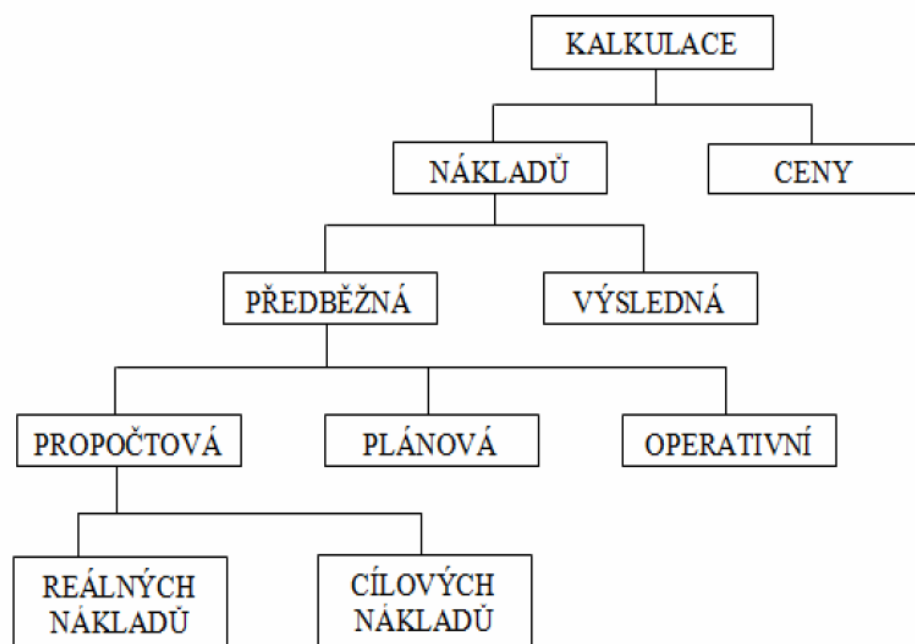 KALKULACE
NÁKLADŮ
CENY
PŘEDBĚŽNÁ
VÝSLEDNÁ
PROPOČTOVÁ
PLÁNOVÁ
OPERATIVNÍ
REÁLNÝCH
NÁKLADŮ
CÍLOVÝCH
NÁKLADŮ